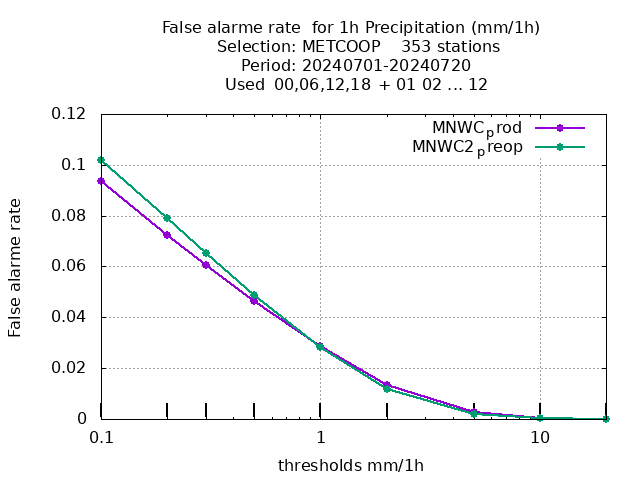 False alarme rate  for 1h Precipitation (mm/1h)
Selection: METCOOP    353 stations
Period: 20240701-20240720
Used  00,06,12,18  + 01 02 ... 12
MNWCprod
MNWC2preop
0.12
0.1
0.08
0.06
0.04
0.02
0
False alarme rate
0.1
1
10
thresholds mm/1h